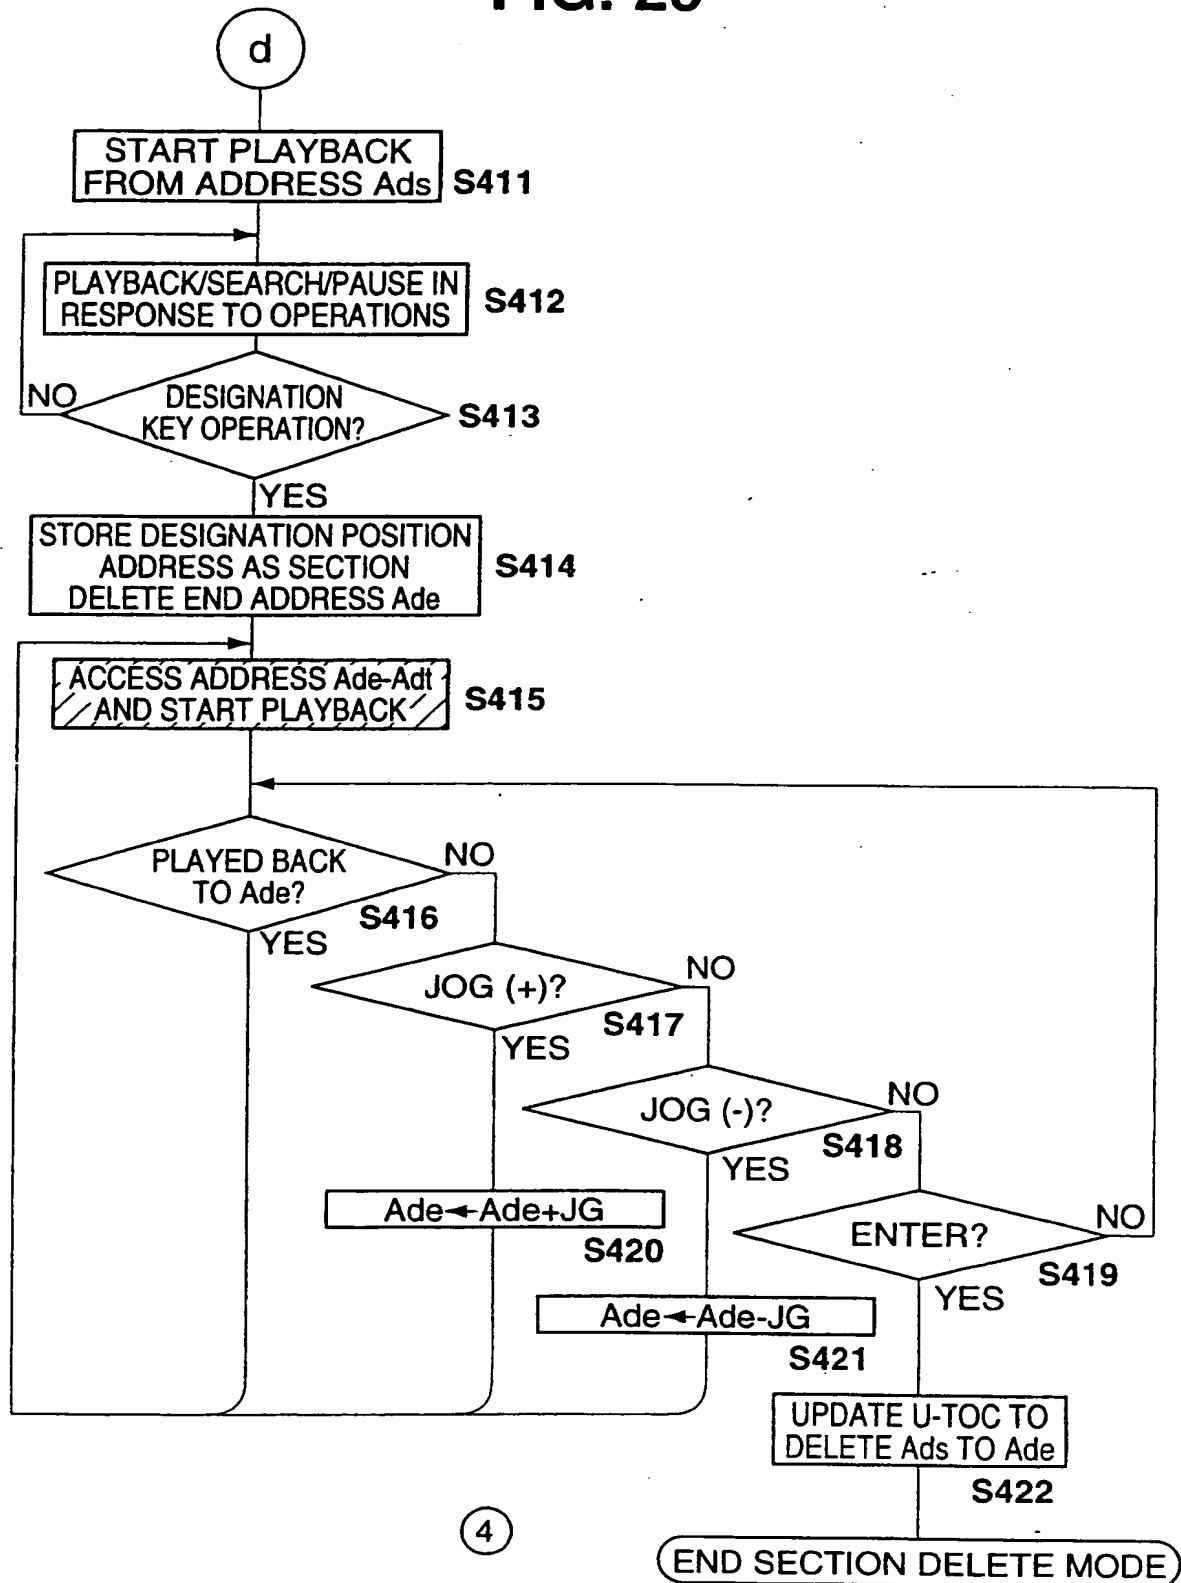 d
START PLAYBACK
FROM ADDRESS Ads
S411
PLAYBACK/SEARCH/PAUSE IN
RESPONSE TO OPERATIONS
S412
NO
DESIGNATION
KEY OPERATION?
S413
YES
STORE DESIGNATION POSITION
ADDRESS AS SECTION
DELETE END ADDRESS Ade
S414
ACCESS ADDRESS Ade-Adt
AND START PLAYBACK
S415
PLAYED BACK
TO Ade?
NO
S416
YES
JOG (+)?
NO
S417
YES
JOG (-)?
NO
S418
YES
Ade←Ade+JG
S420
ENTER?
NO
S419
YES
Ade←Ade-JG
S421
UPDATE U-TOC TO
DELETE Ads TO Ade
S422
4
END SECTION DELETE MODE